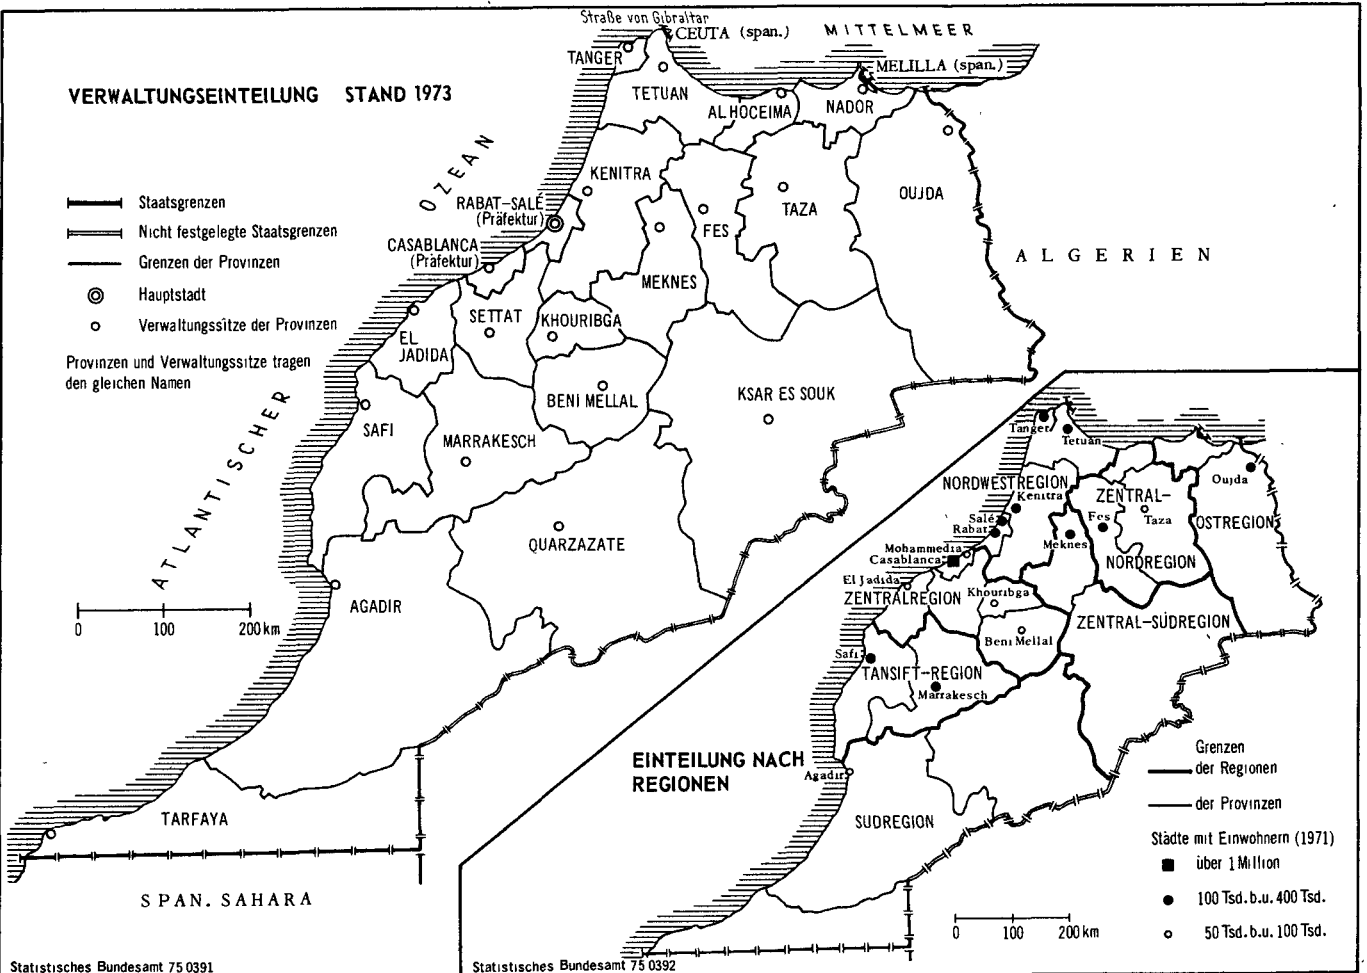 Straße von Gibraltar
CEUTA (span.)
MITTELMEER
TANGER
MELILLA (span.)
VERWALTUNGSEINTEILUNG STAND 1973
TETUAN
AL HOCEIMA
NADOR
OZEAN
KENITRA
Staatsgrenzen
RABAT-SALÉ
(Präfektur)
TAZA
OUJDA
Nicht festgelegte Staatsgrenzen
FES
CASABLANCA
(Präfektur)
ALGERIEN
Grenzen der Provinzen
MEKNES
Hauptstadt
SETTAT
KHOURIBGA
Verwaltungssitze der Provinzen
EL
JADIDA
Provinzen und Verwaltungssitze tragen
den gleichen Namen
KSAR ES SOUK
BENI MELLAL
ATLANTISCHER
SAFI
MARRAKESCH
QUARZAZATE
AGADIR
0 100 200 km
TARFAYA
SPAN. SAHARA
Statistisches Bundesamt 75 0391
Tanger
Tetuan
Oujda
NORDWESTREGION
Kenitra
ZENTRAL-
NORDREGION
Taza
Fes
OSTREGION
Salé
Rabat
Meknes
Mohammedia
Casablanca
El Jadida
ZENTRALREGION
Khouribga
ZENTRAL-SÜDREGION
Beni Mellal
Safi
TANSIFT-REGION
Marrakesch
EINTEILUNG NACH
REGIONEN
Agadir
SUDREGION
Grenzen
der Regionen
der Provinzen
Städte mit Einwohnern (1971)
über 1 Million
100 Tsd. b.u. 400 Tsd.
50 Tsd. b.u. 100 Tsd.
0 100 200 km
Statistisches Bundesamt 75 0392